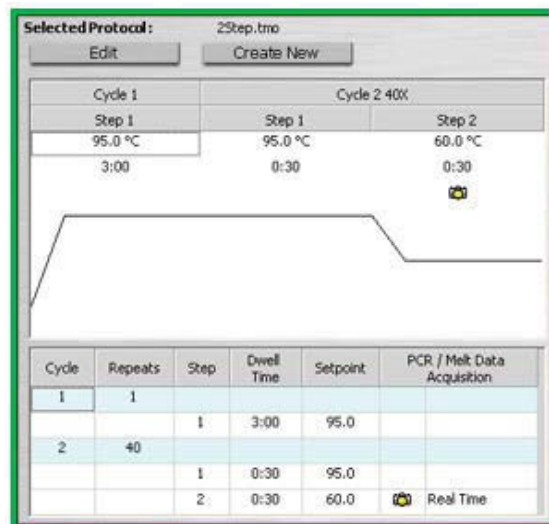 Selected Protocol: 2Step.tmo
Edit Create New
Cycle 1 Cycle 2 40X
Step 1 Step 1 Step 2
95.0 °C 95.0 °C 60.0 °C
3:00 0:30 0:30
Cycle Repeats Step Dwell Time Setpoint PCR / Melt Data Acquisition
1 1
1 3:00 95.0
2 40
1 0:30 95.0
2 0:30 60.0 Real Time